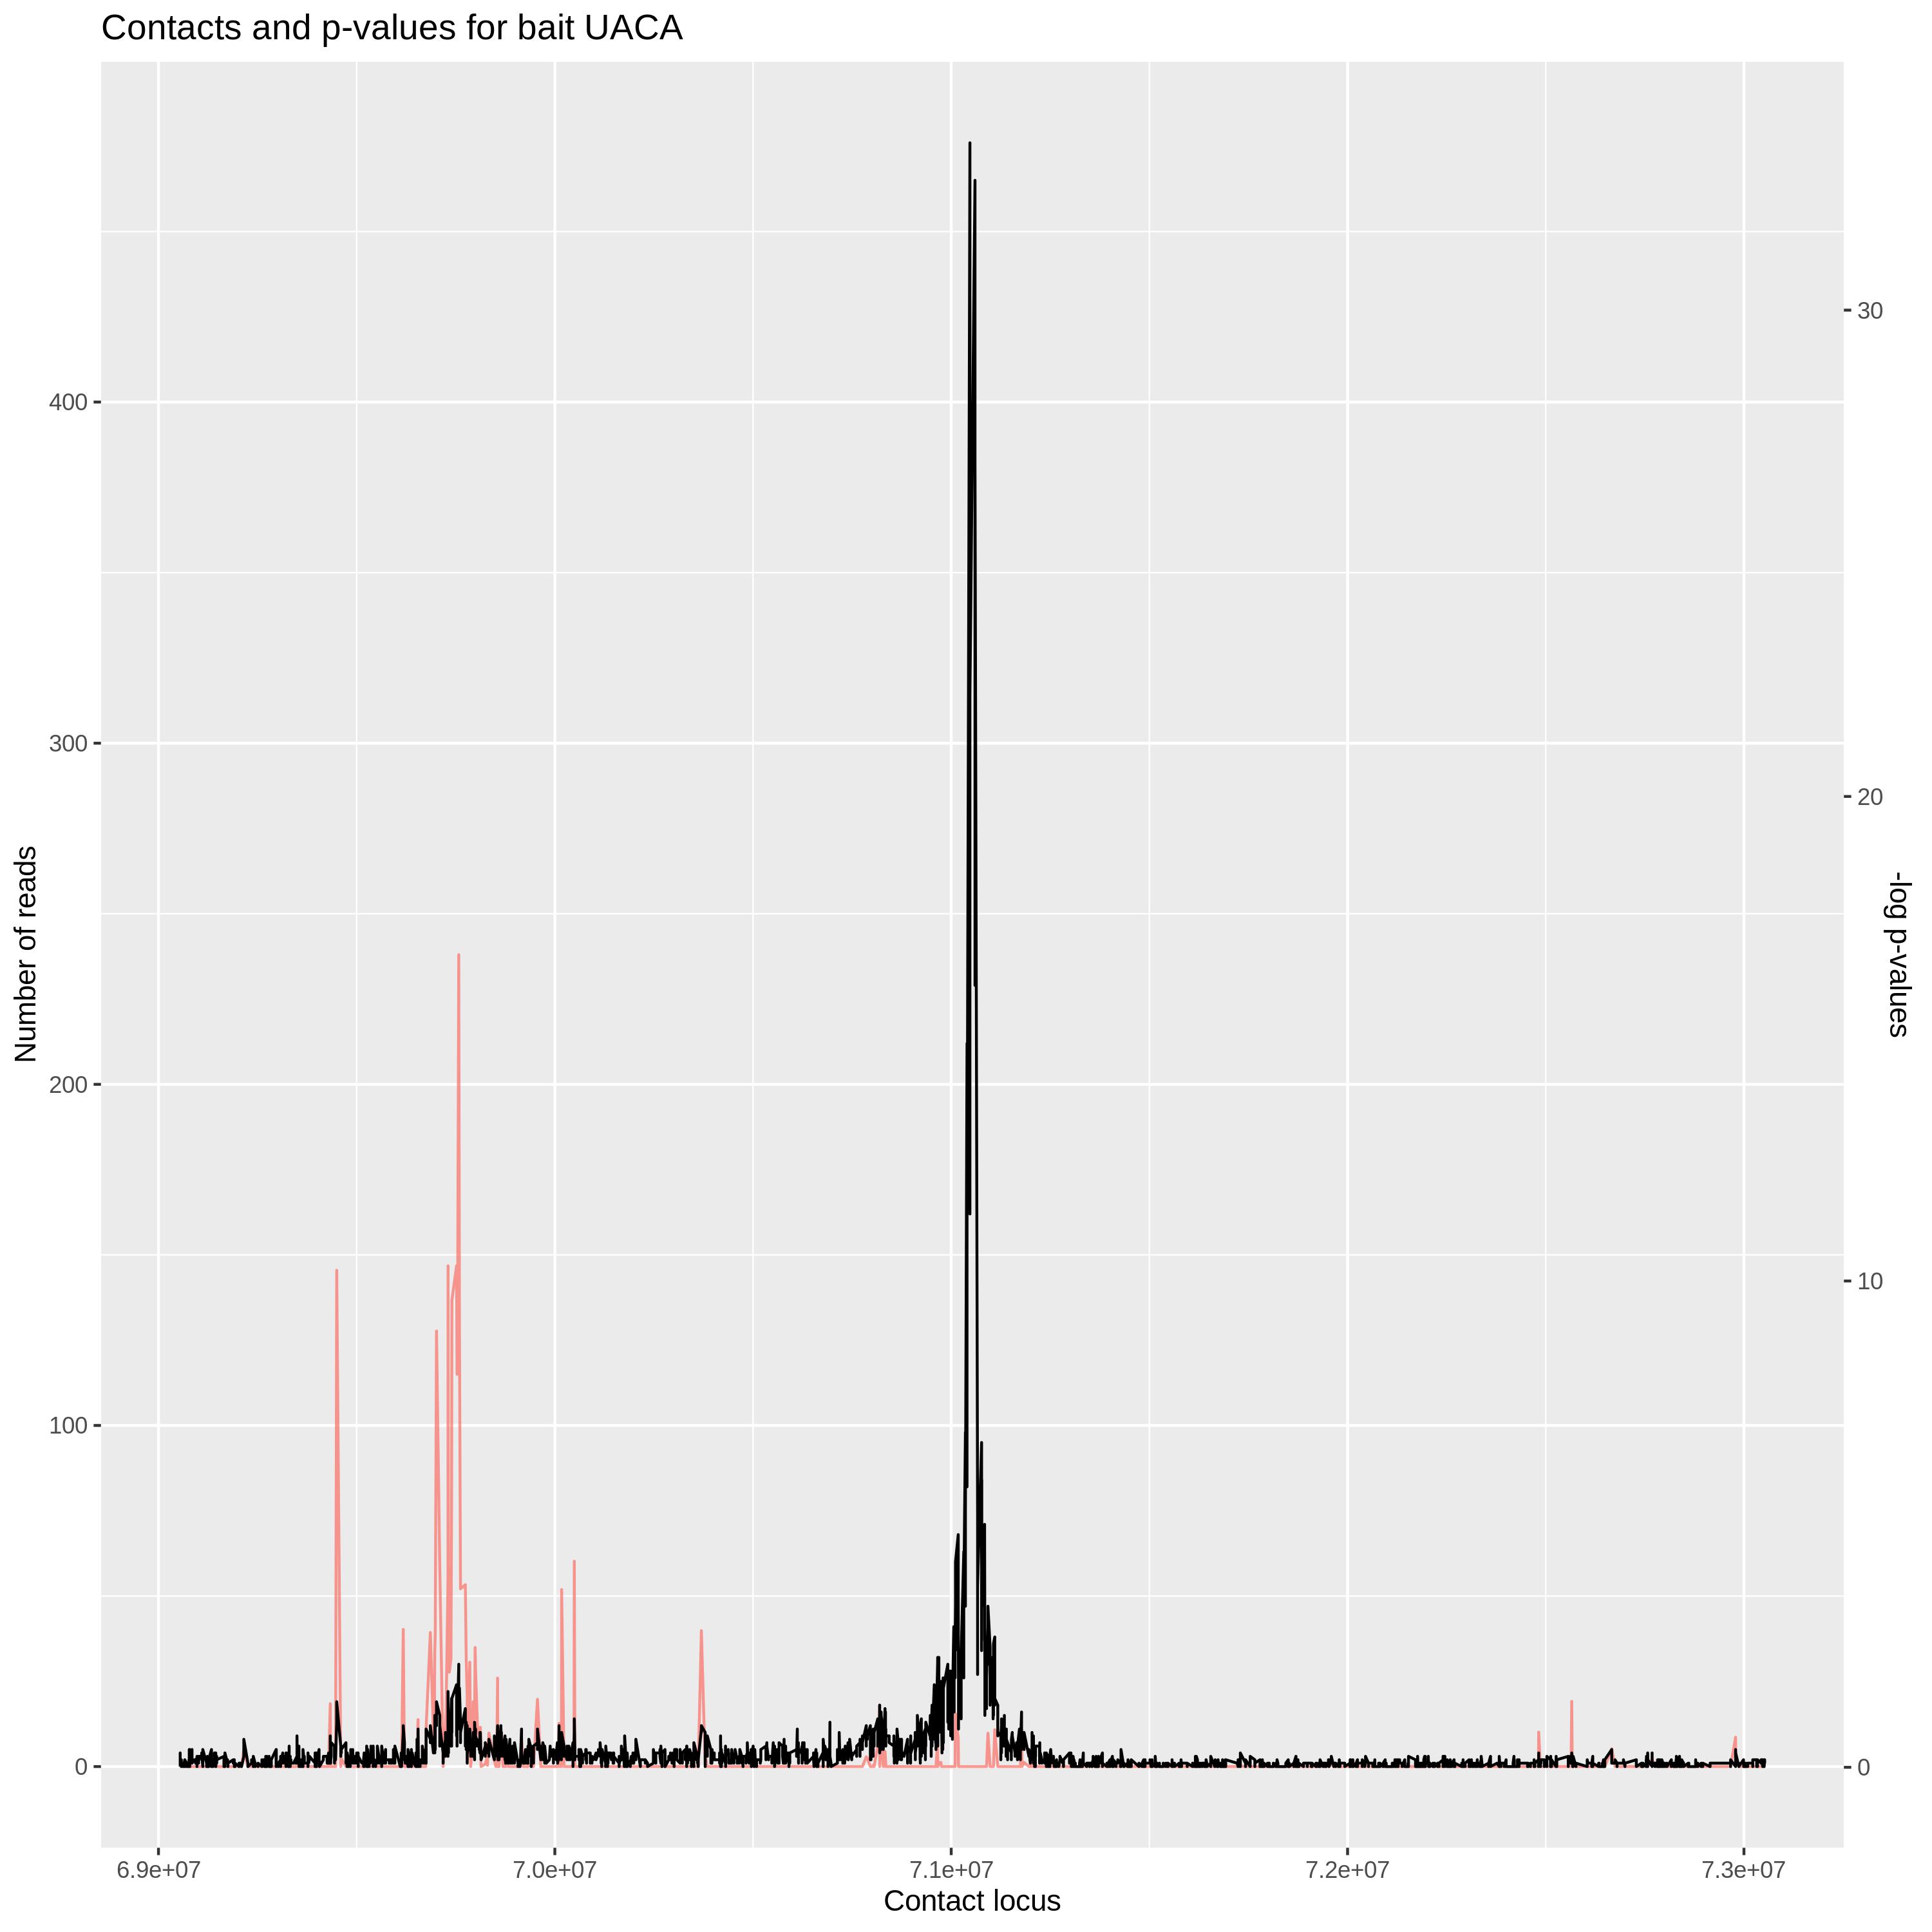 Contacts and p-values for bait UACA
Number of reads
400
300
200
100
0
30
20
10
0
-log p-values
6.9e+07
7.0e+07
7.1e+07
7.2e+07
7.3e+07
Contact locus